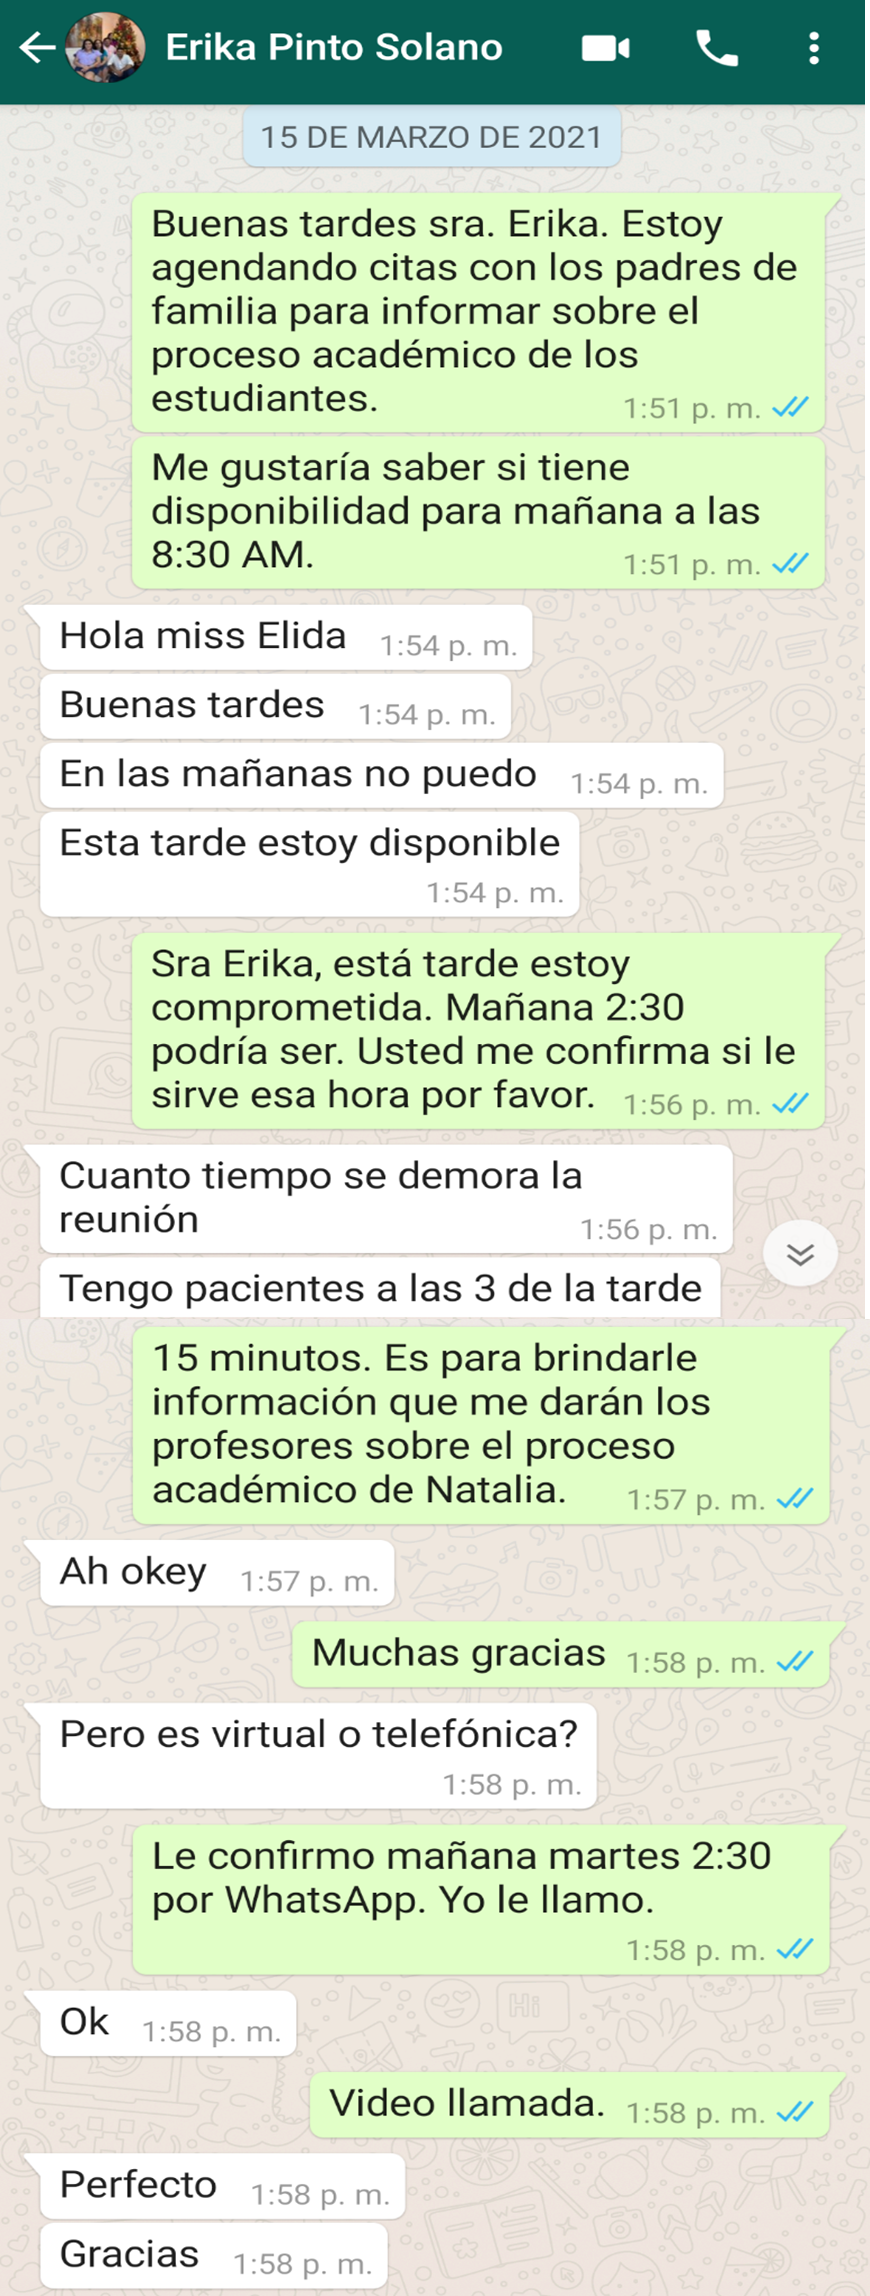 Erika Pinto Solano
15 DE MARZO DE 2021
Buenas tardes sra. Erika. Estoy
agendando citas con los padres de
familia para informar sobre el
proceso académico de los
estudiantes. 1:51 p. m.
Me gustaría saber si tiene
disponibilidad para mañana a las
8:30 AM. 1:51 p. m.
Hola miss Elida 1:54 p. m.
Buenas tardes 1:54 p. m.
En las mañanas no puedo 1:54 p. m.
Esta tarde estoy disponible
1:54 p. m.
Sra Erika, está tarde estoy
comprometida. Mañana 2:30
podría ser. Usted me confirma si le
sirve esa hora por favor. 1:56 p. m.
Cuanto tiempo se demora la
reunión 1:56 p. m.
Tengo pacientes a las 3 de la tarde
15 minutos. Es para brindarle
información que me darán los
profesores sobre el proceso
académico de Natalia. 1:57 p. m.
Ah okey 1:57 p. m.
Muchas gracias 1:58 p. m.
Pero es virtual o telefónica?
1:58 p. m.
Le confirmo mañana martes 2:30
por WhatsApp. Yo le llamo.
1:58 p. m.
Ok 1:58 p. m.
Video llamada. 1:58 p. m.
Perfecto 1:58 p. m.
Gracias 1:58 p. m.